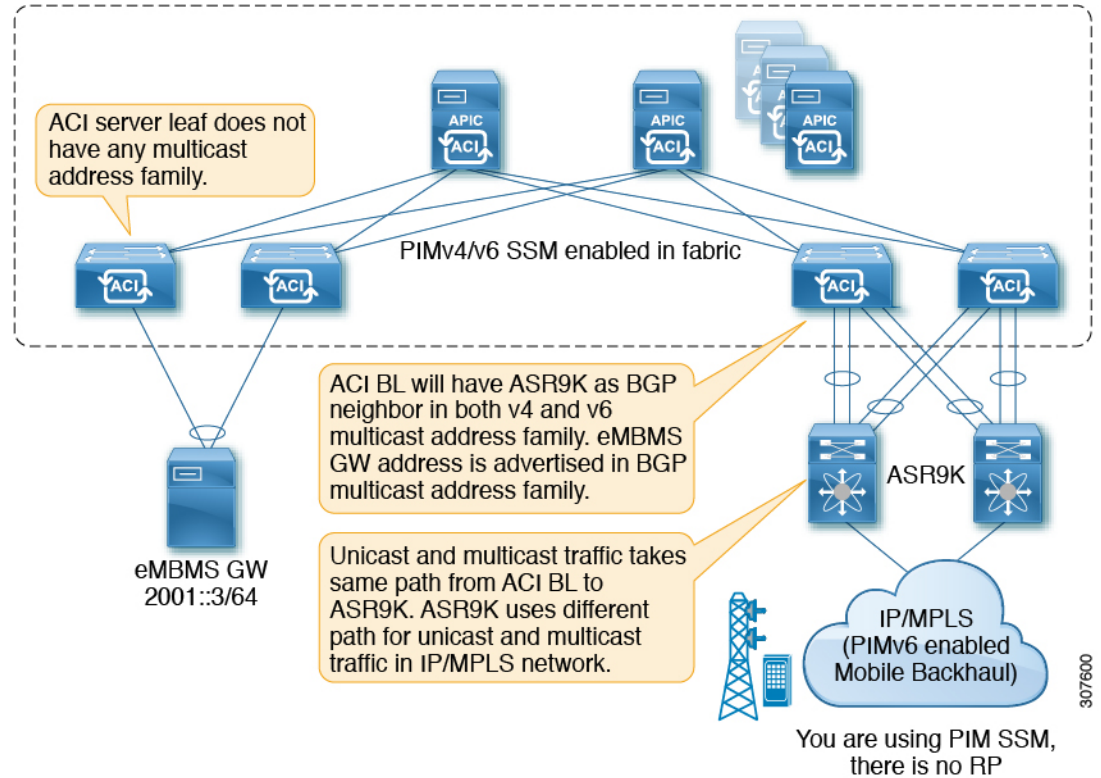 APIC
ACI
APIC
ACI
API
AC
API
AC
APIC
ACI
ACI server leaf does not
have any multicast
address family.
PIMv4/v6 SSM enabled in fabric
ACI
ACI
ACI
ACI
ACI BL will have ASR9K as BGP
neighbor in both v4 and v6
multicast address family. eMBMS
GW address is advertised in BGP
multicast address family.
ASR9K
eMBMS GW
2001::3/64
Unicast and multicast traffic takes
same path from ACI BL to
ASR9K. ASR9K uses different
path for unicast and multicast
traffic in IP/MPLS network.
IP/MPLS
(PIMv6 enabled
Mobile Backhaul)
307600
You are using PIM SSM,
there is no RP